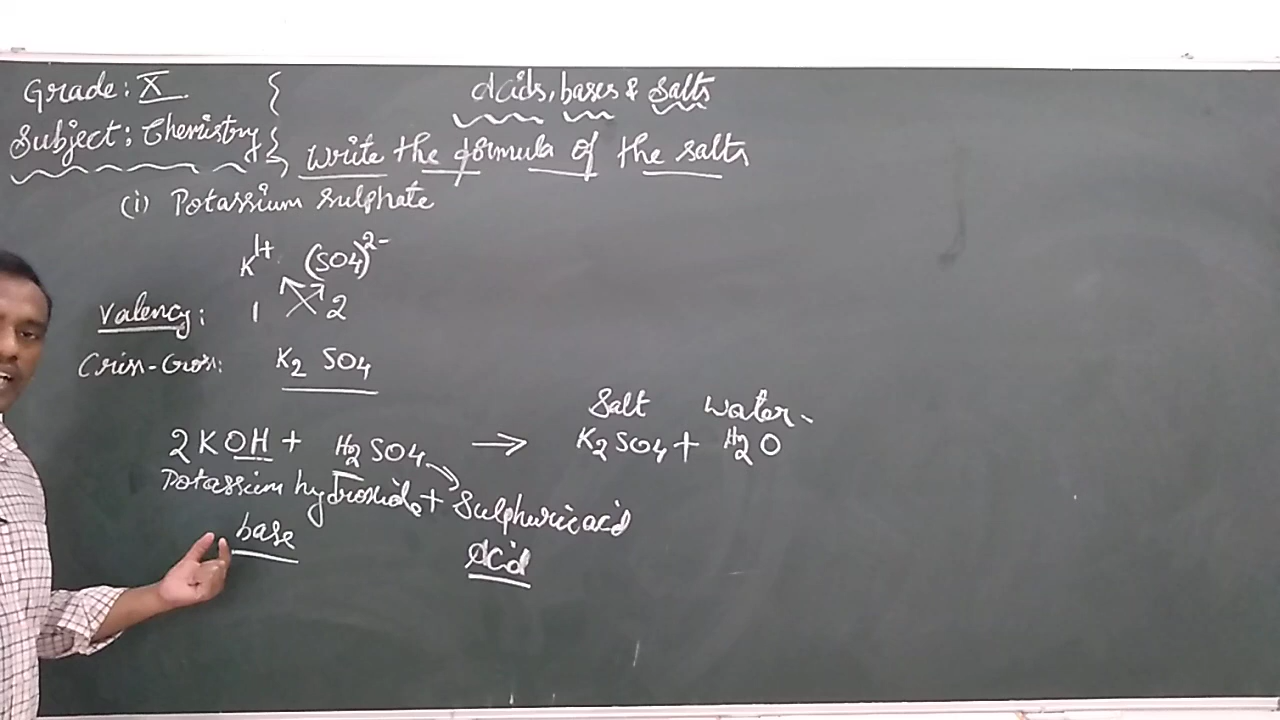 Grade: X
Subject: Chemistry
Acids, bases & salts
Write the formula of the salts
(i) Potassium sulphate
K1+ (SO4)2-
Valency: 1 2
Criss-Cross: K2 SO4
Salt Water
2KOH + H2SO4 → K2SO4 + H2O
Potassium hydroxide + Sulphuric acid
base Acid